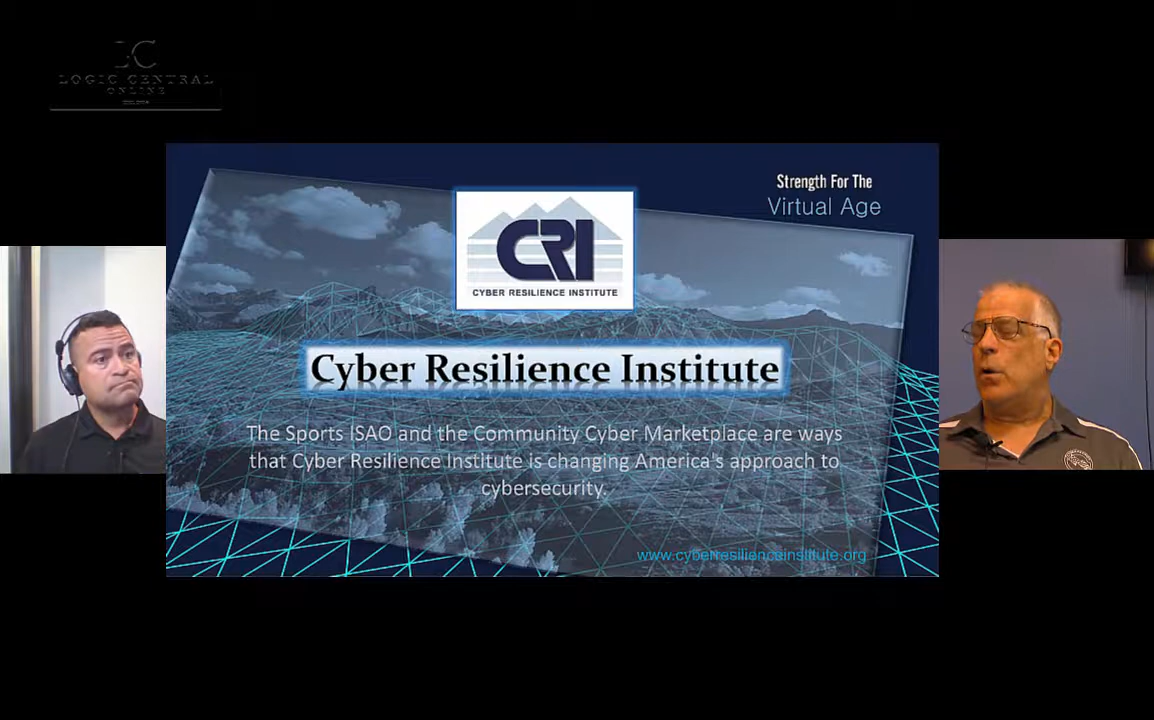 LC
LOGIC CENTRAL
ONLINE
Strength For The
Virtual Age
CRI
CYBER RESILIENCE INSTITUTE
Cyber Resilience Institute
The Sports ISAO and the Community Cyber Marketplace are ways
that Cyber Resilience Institute is changing America's approach to
cybersecurity.
www.cyberresilienceinstitute.org